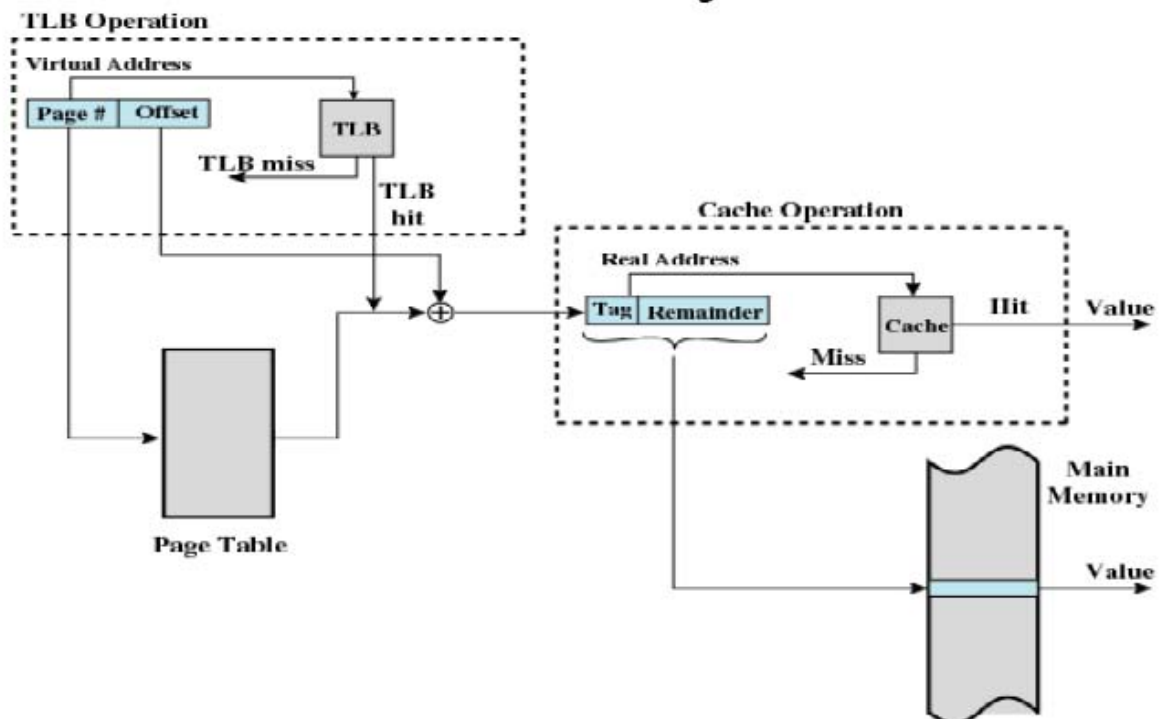 TLB Operation
Virtual Address
Page # Offset
TLB
TLB miss
TLB
hit
Cache Operation
Real Address
Tag Remainder
Cache
Hit
Value
Miss
Page Table
Main
Memory
Value